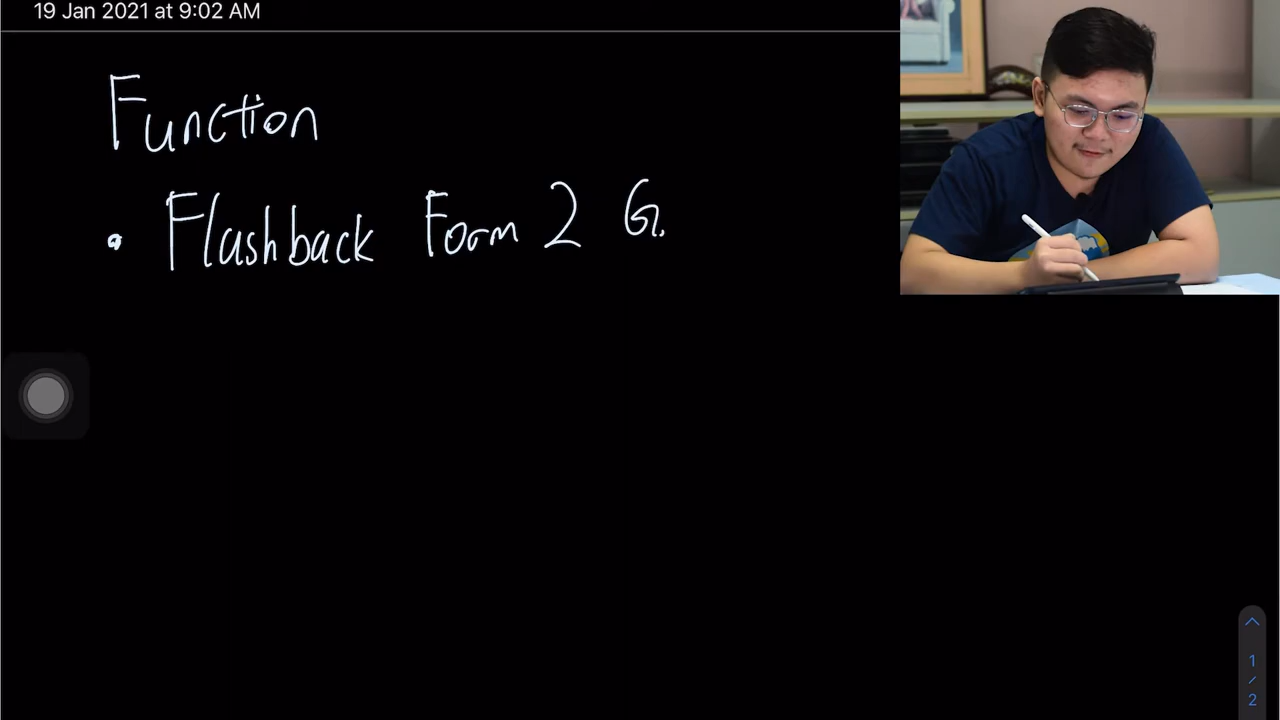 19 Jan 2021 at 9:02 AM
Function
• Flashback Form 2 G.
1
/
2